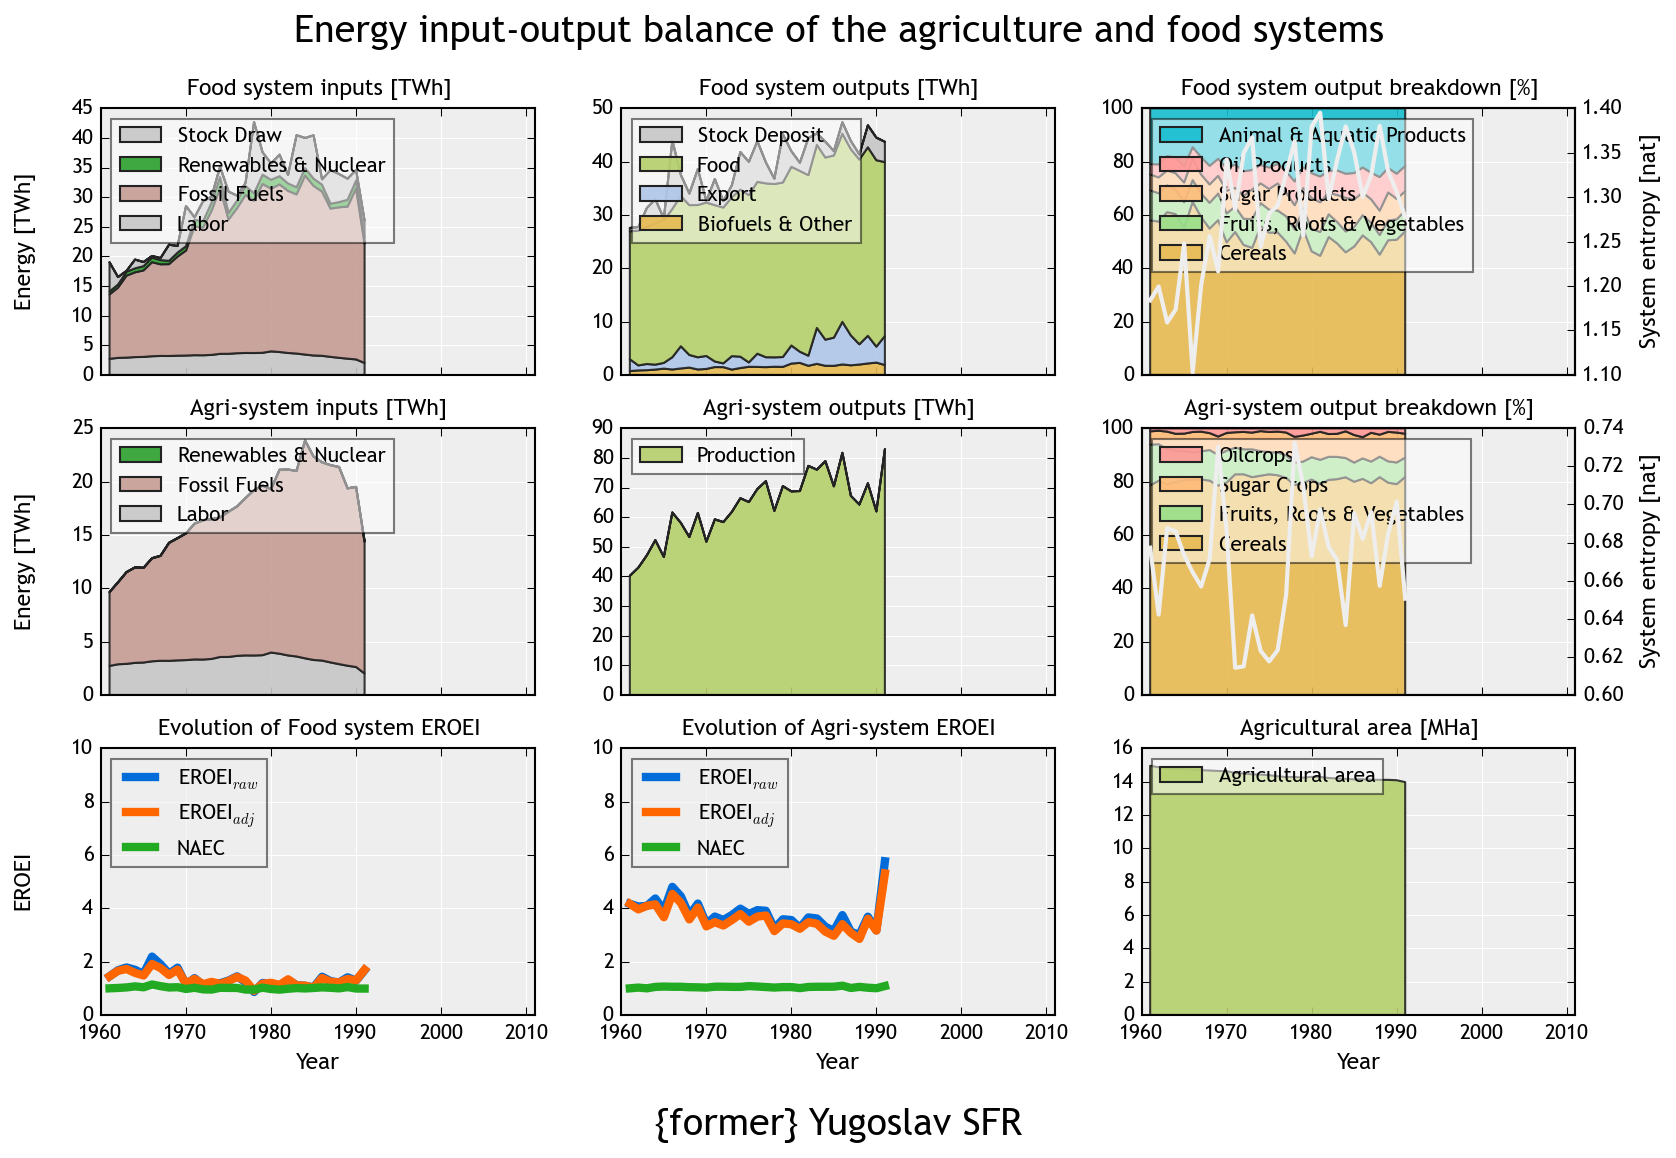 Energy input-output balance of the agriculture and food systems
Food system inputs [TWh]
Energy [TWh]
45
40
35
30
25
20
15
10
5
0
Stock Draw
Renewables & Nuclear
Fossil Fuels
Labor
Food system outputs [TWh]
50
40
30
20
10
0
Stock Deposit
Food
Export
Biofuels & Other
Food system output breakdown [%]
100
80
60
40
20
0
Animal & Aquatic Products
Oil Products
Sugar Products
Fruits, Roots & Vegetables
Cereals
1.40
1.35
1.30
1.25
1.20
1.15
1.10
System entropy [nat]
Agri-system inputs [TWh]
Energy [TWh]
25
20
15
10
5
0
Renewables & Nuclear
Fossil Fuels
Labor
Agri-system outputs [TWh]
90
80
70
60
50
40
30
20
10
0
Production
Agri-system output breakdown [%]
100
80
60
40
20
0
Oilcrops
Sugar Crops
Fruits, Roots & Vegetables
Cereals
0.74
0.72
0.70
0.68
0.66
0.64
0.62
0.60
System entropy [nat]
Evolution of Food system EROEI
EROEI
10
8
6
4
2
0
EROEI raw
EROEI adj
NAEC
1960 1970 1980 1990 2000 2010
Year
Evolution of Agri-system EROEI
10
8
6
4
2
0
EROEI raw
EROEI adj
NAEC
1960 1970 1980 1990 2000 2010
Year
Agricultural area [MHa]
16
14
12
10
8
6
4
2
0
Agricultural area
1960 1970 1980 1990 2000 2010
Year
{former} Yugoslav SFR